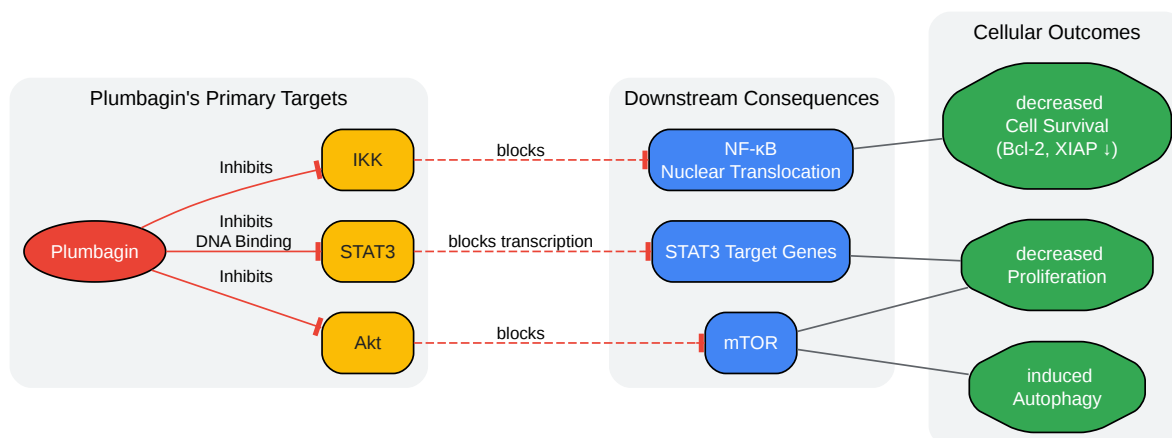 Cellular Outcomes
Plumbagin's Primary Targets
Downstream Consequences
decreased
Cell Survival
(Bcl-2, XIAP ↓)
Inhibits
IKK
blocks
NF-κB
Nuclear Translocation
Plumbagin
Inhibits
DNA Binding
STAT3
blocks transcription
STAT3 Target Genes
decreased
Proliferation
Inhibits
Akt
blocks
mTOR
induced
Autophagy